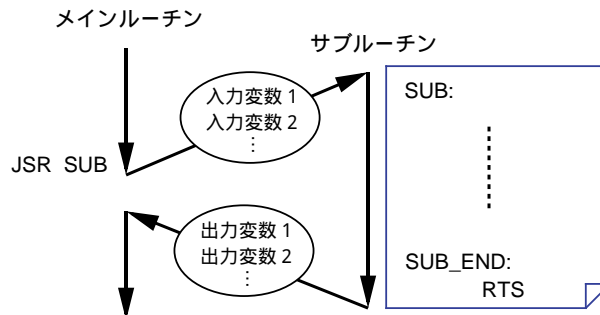 メインルーチン
サブルーチン
入力変数 1
入力変数 2
⋮
JSR SUB
出力変数 1
出力変数 2
⋮
SUB:
SUB_END:
RTS